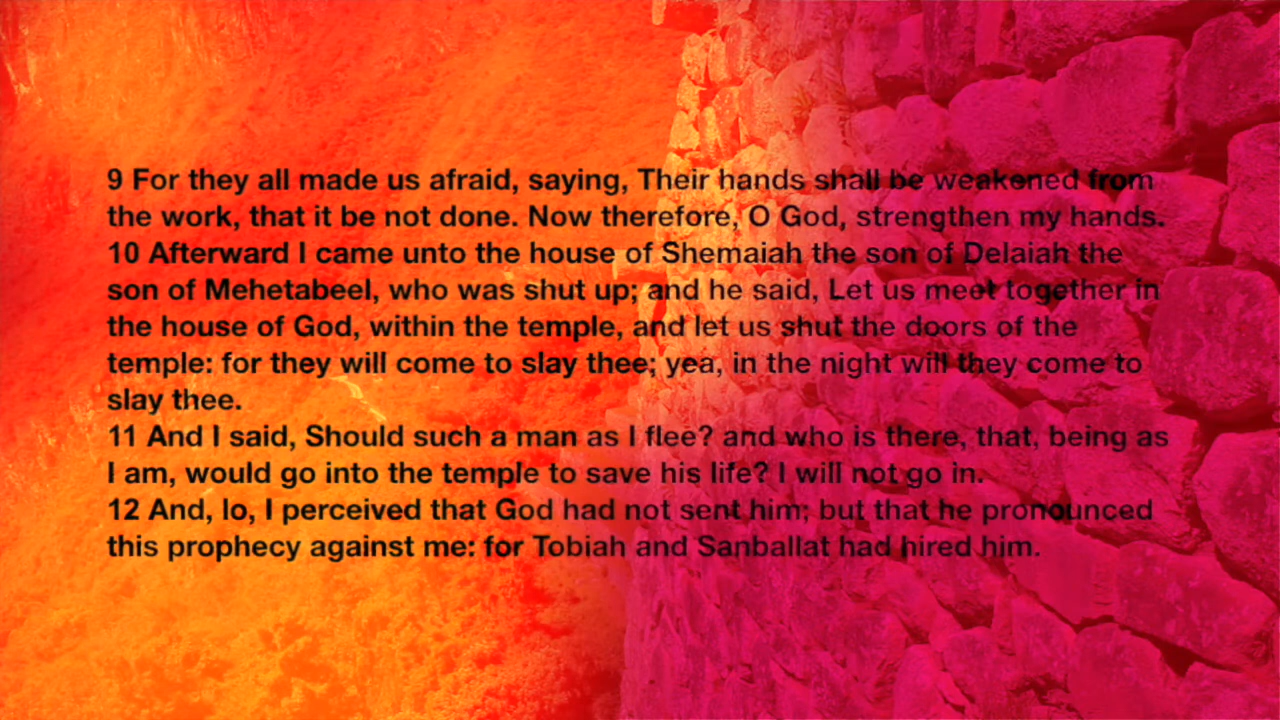 9 For they all made us afraid, saying, Their hands shall be weakened from
the work, that it be not done. Now therefore, O God, strengthen my hands.
10 Afterward I came unto the house of Shemaiah the son of Delaiah the
son of Mehetabeel, who was shut up; and he said, Let us meet together in
the house of God, within the temple, and let us shut the doors of the
temple: for they will come to slay thee; yea, in the night will they come to
slay thee.
11 And I said, Should such a man as I flee? and who is there, that, being as
I am, would go into the temple to save his life? I will not go in.
12 And, lo, I perceived that God had not sent him; but that he pronounced
this prophecy against me: for Tobiah and Sanballat had hired him.